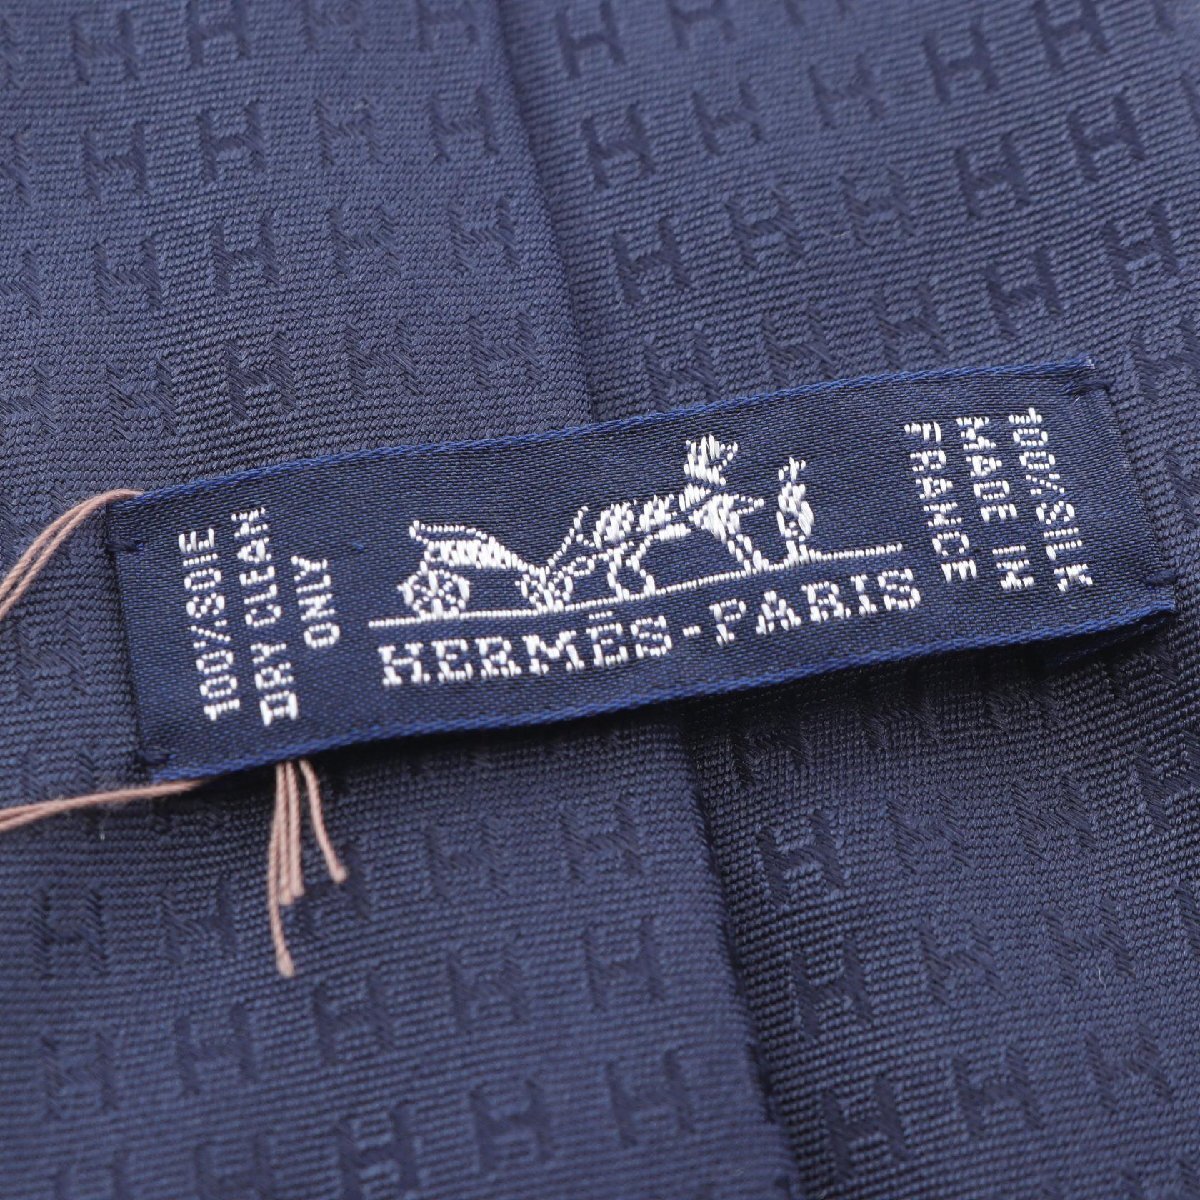 100%SOIE
DRY CLEAN
ONLY
HERMÈS-PARIS
100%SILK
MADE IN
FRANCE